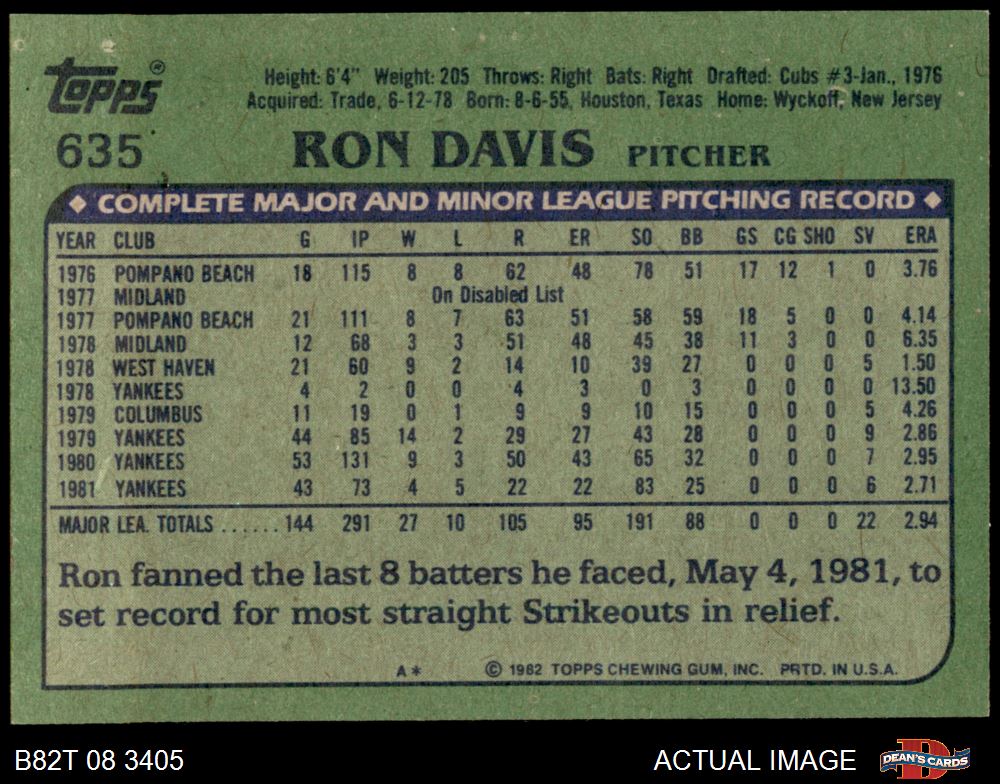 topps®
Height: 6'4" Weight: 205 Throws: Right Bats: Right Drafted: Cubs #3-Jan., 1976
Acquired: Trade, 6-12-78 Born: 8-6-55, Houston, Texas Home: Wyckoff, New Jersey
635 RON DAVIS PITCHER
◆ COMPLETE MAJOR AND MINOR LEAGUE PITCHING RECORD ◆
YEAR CLUB G IP W L R ER SO BB GS CG SHO SV ERA
1976 POMPANO BEACH 18 115 8 8 62 48 78 51 17 12 1 0 3.76
1977 MIDLAND On Disabled List
1977 POMPANO BEACH 21 111 8 7 63 51 58 59 18 5 0 0 4.14
1978 MIDLAND 12 68 3 3 51 48 45 38 11 3 0 0 6.35
1978 WEST HAVEN 21 60 9 2 14 10 39 27 0 0 0 5 1.50
1978 YANKEES 4 2 0 0 4 3 0 3 0 0 0 0 13.50
1979 COLUMBUS 11 19 0 1 9 9 10 15 0 0 0 5 4.26
1979 YANKEES 44 85 14 2 29 27 43 28 0 0 0 9 2.86
1980 YANKEES 53 131 9 3 50 43 65 32 0 0 0 7 2.95
1981 YANKEES 43 73 4 5 22 22 83 25 0 0 0 6 2.71
MAJOR LEA. TOTALS ......144 291 27 10 105 95 191 88 0 0 0 22 2.94
Ron fanned the last 8 batters he faced, May 4, 1981, to
set record for most straight Strikeouts in relief.
A* © 1982 TOPPS CHEWING GUM, INC. PRTD. IN U.S.A.
B82T 08 3405 ACTUAL IMAGE DEAN'S CARDS